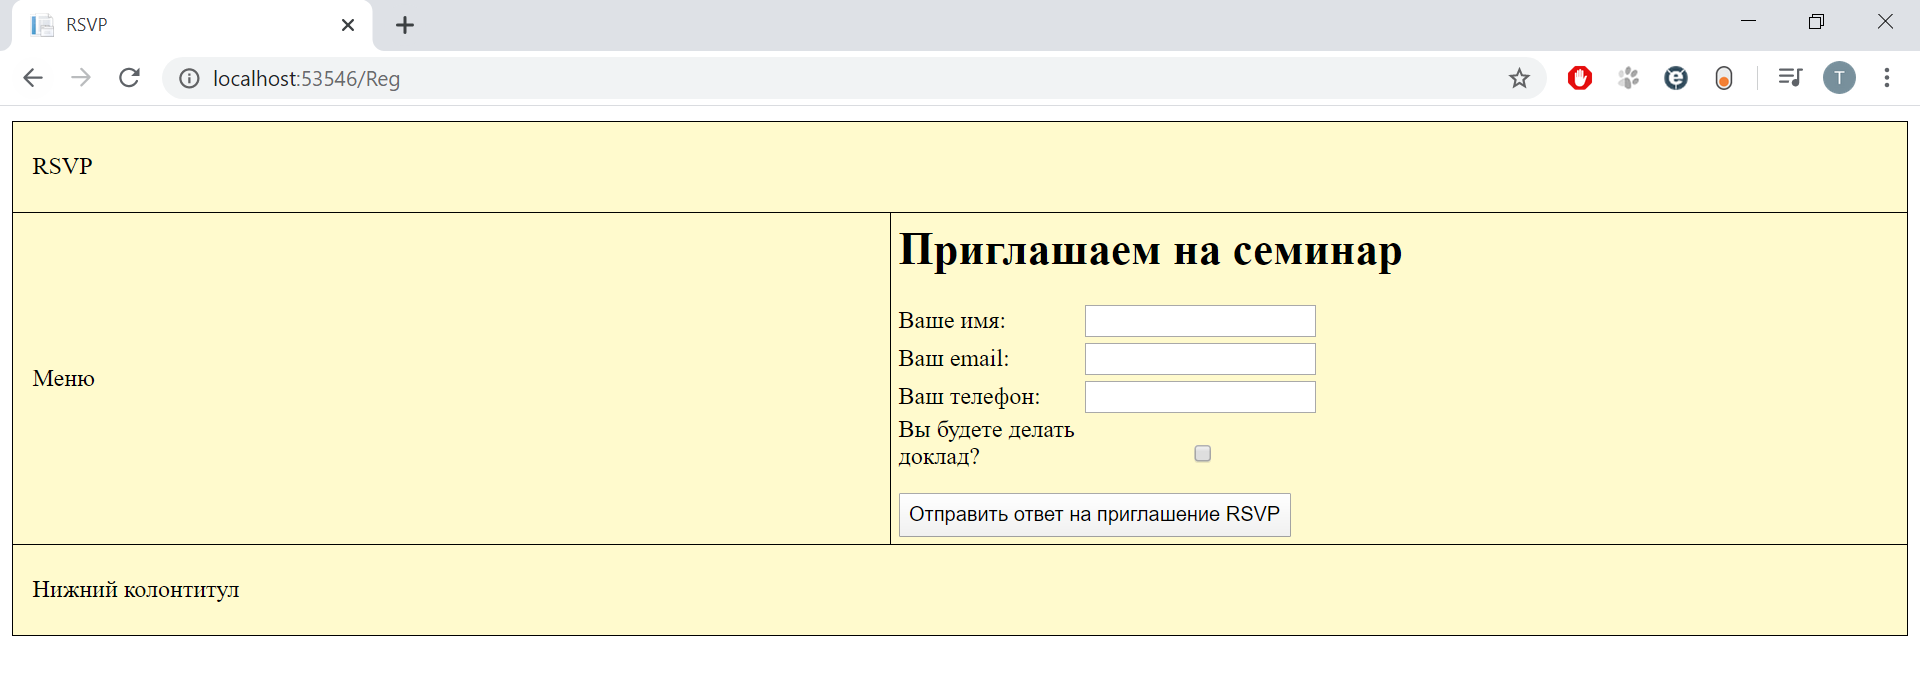 RSVP
localhost:53546/Reg
T
RSVP
Меню
Приглашаем на семинар
Ваше имя:
Ваш email:
Ваш телефон:
Вы будете делать
доклад?
Отправить ответ на приглашение RSVP
Нижний колонтитул